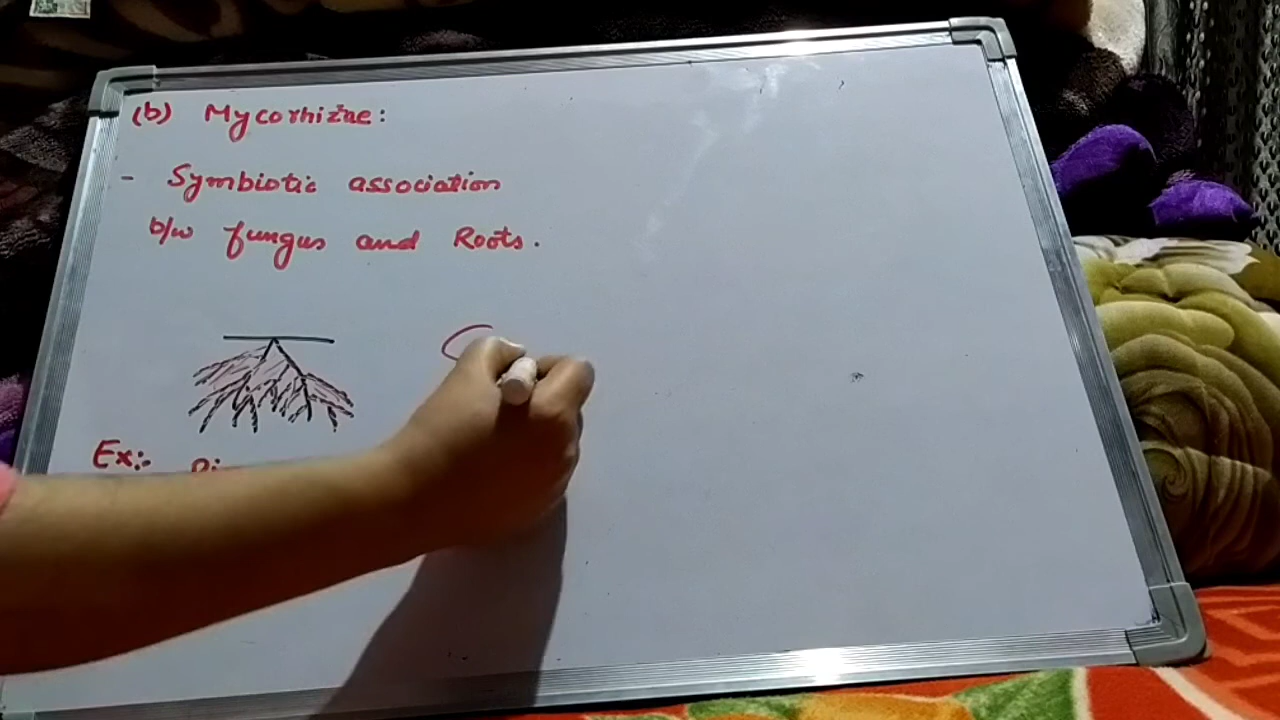 (b) Mycorhizae:
- Symbiotic association
b/w fungus and Roots.
Ex:-